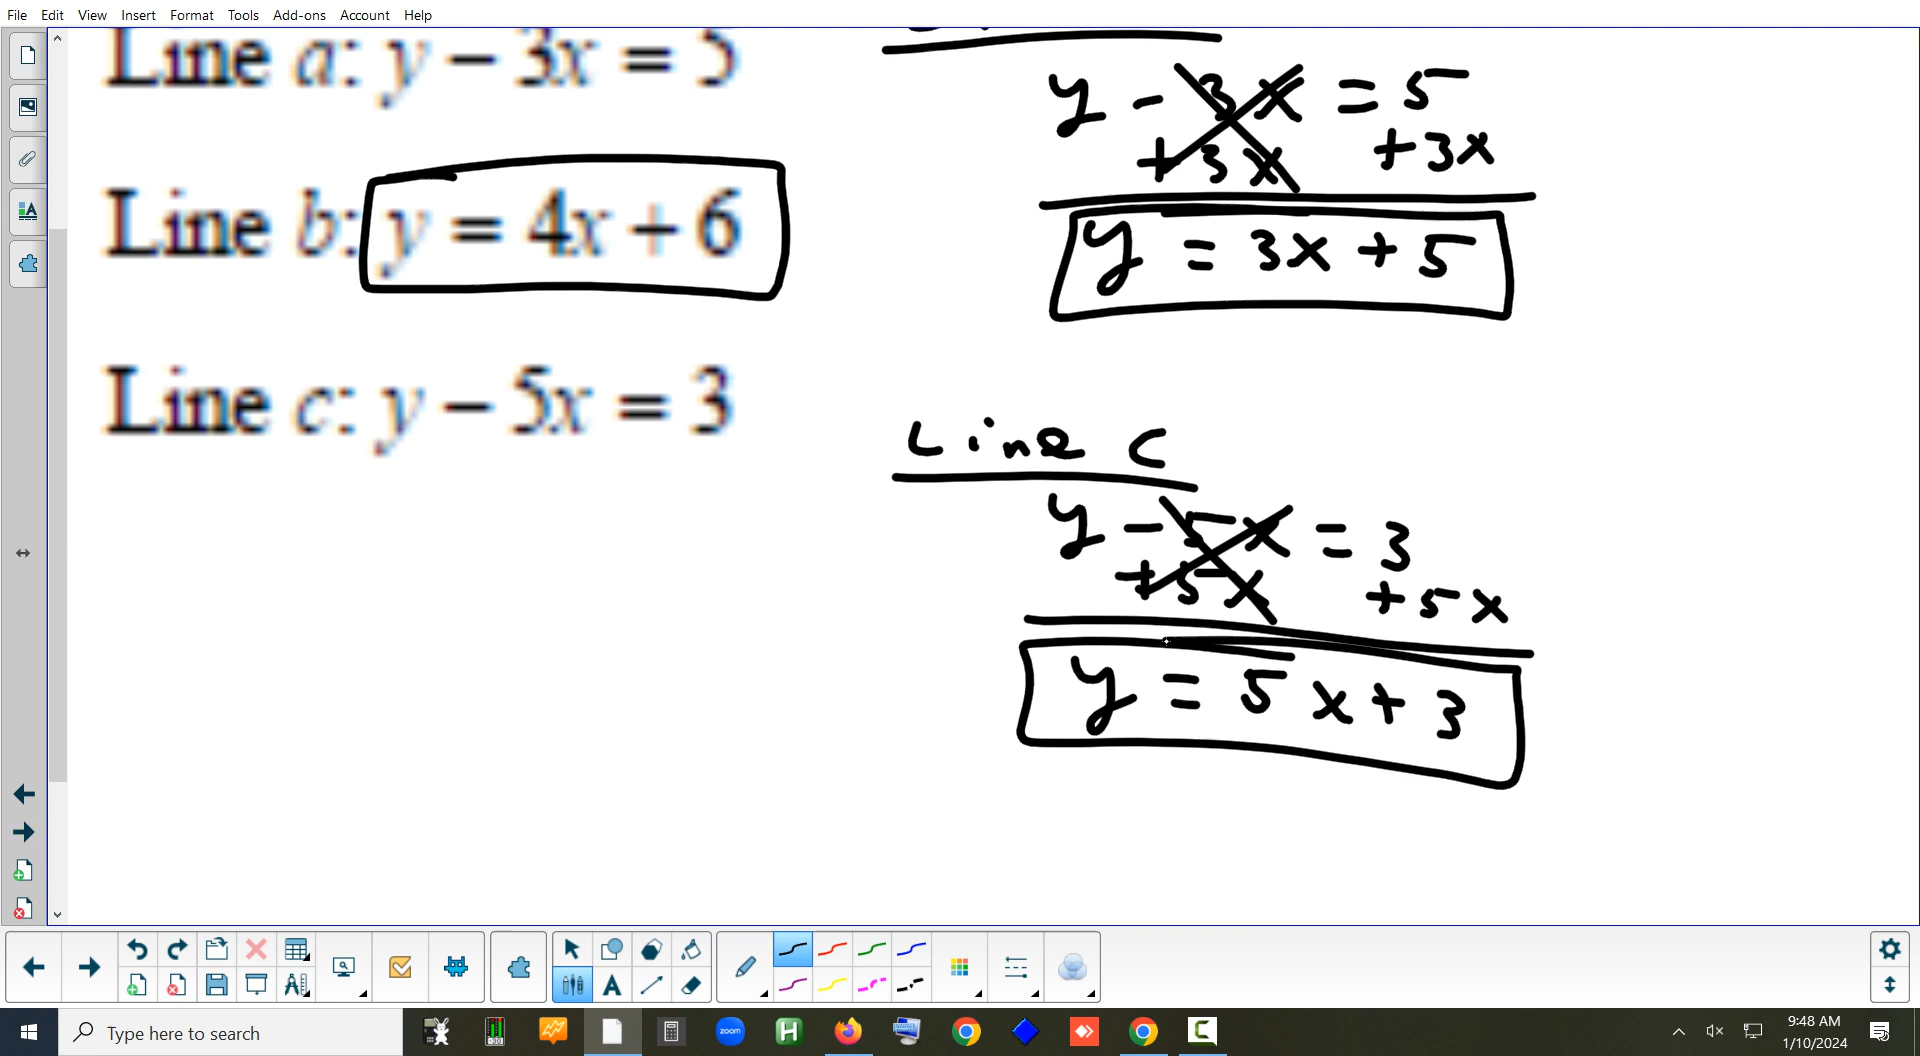 File Edit View Insert Format Tools Add-ons Account Help
Line a: y − 3x = 5
Line b: y = 4x + 6
Line c: y − 5x = 3
y - 3x = 5
+3x +3x
y = 3x + 5
Line C
y - 5x = 3
+5x +5x
y = 5x + 3
A
A
Type here to search
-30
zoom
H
C
9:48 AM
1/10/2024